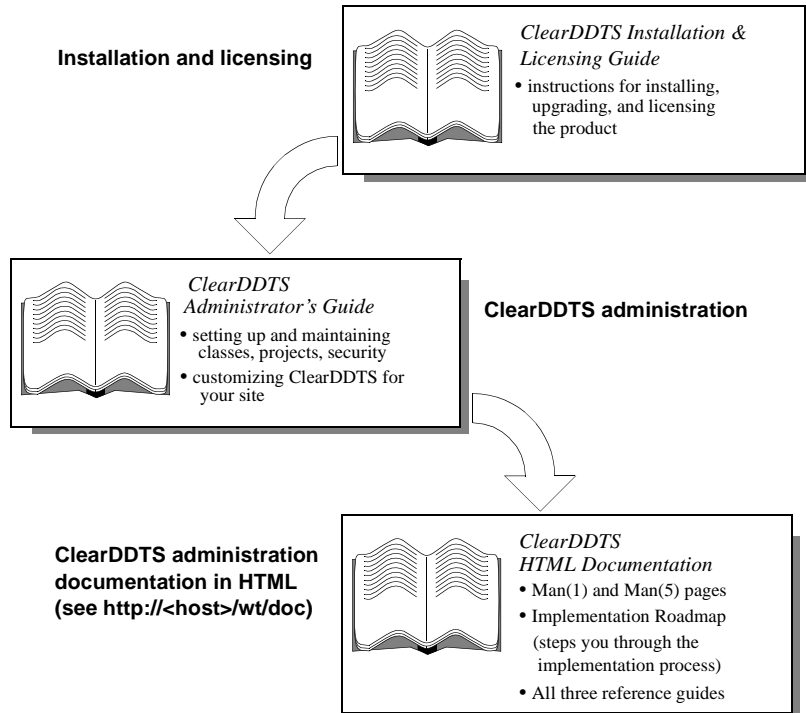 Installation and licensing
ClearDDTS Installation &
Licensing Guide
• instructions for installing,
upgrading, and licensing
the product
ClearDDTS
Administrator’s Guide
• setting up and maintaining
classes, projects, security
• customizing ClearDDTS for
your site
ClearDDTS administration
ClearDDTS administration
documentation in HTML
(see http://<host>/wt/doc)
ClearDDTS
HTML Documentation
• Man(1) and Man(5) pages
• Implementation Roadmap
(steps you through the
implementation process)
• All three reference guides